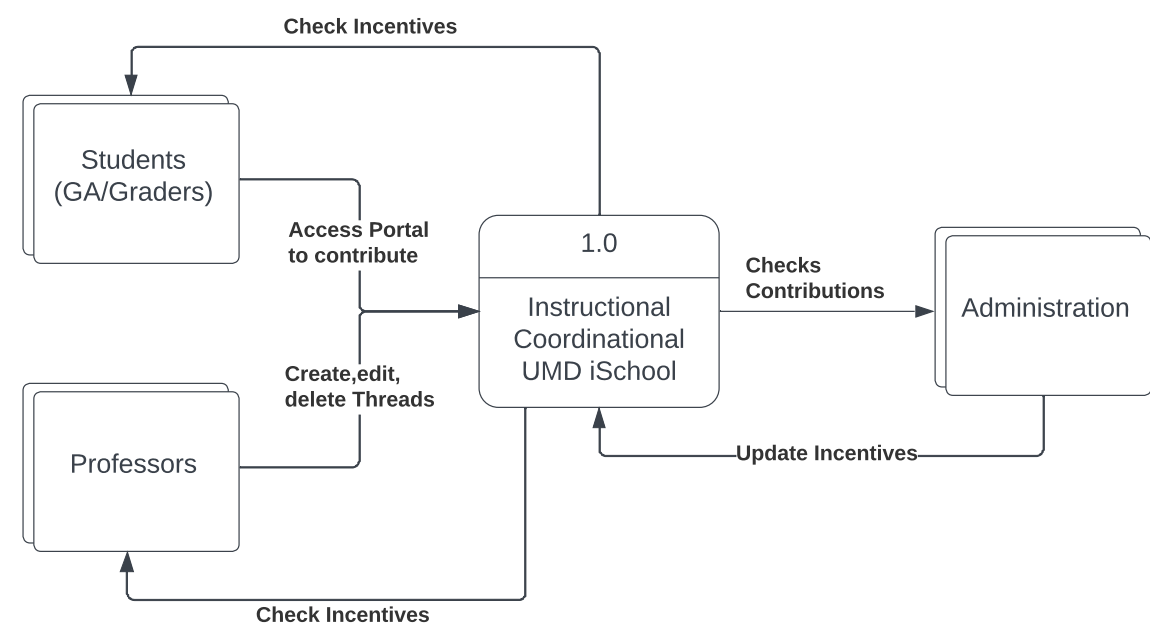 Check Incentives
Students
(GA/Graders)
Access Portal
to contribute
1.0
Instructional
Coordinational
UMD iSchool
Checks
Contributions
Administration
Create,edit,
delete Threads
Professors
Update Incentives
Check Incentives